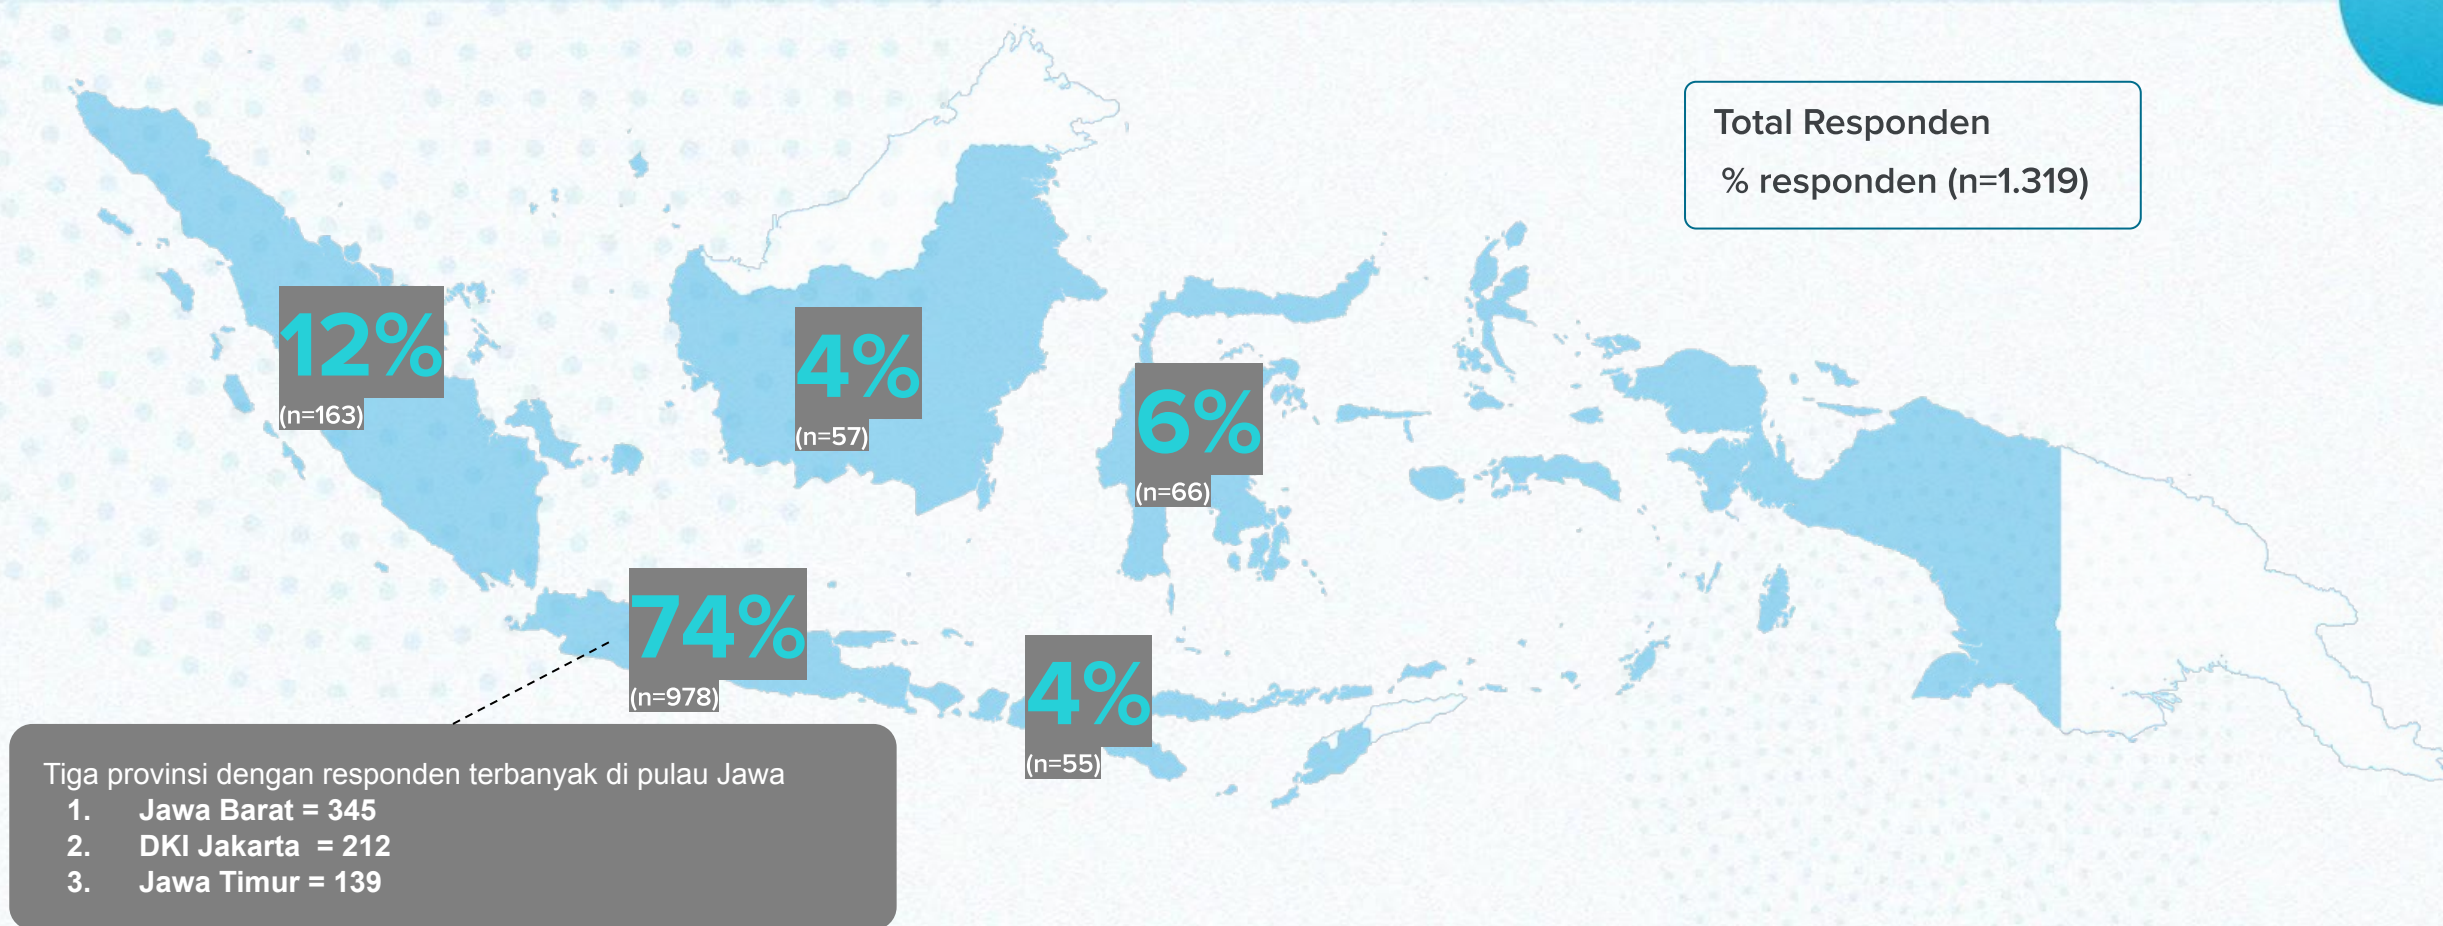 Total Responden
% responden (n=1.319)
12%
(n=163)
4%
(n=57)
6%
(n=66)
74%
(n=978)
4%
(n=55)
Tiga provinsi dengan responden terbanyak di pulau Jawa
1. Jawa Barat = 345
2. DKI Jakarta = 212
3. Jawa Timur = 139